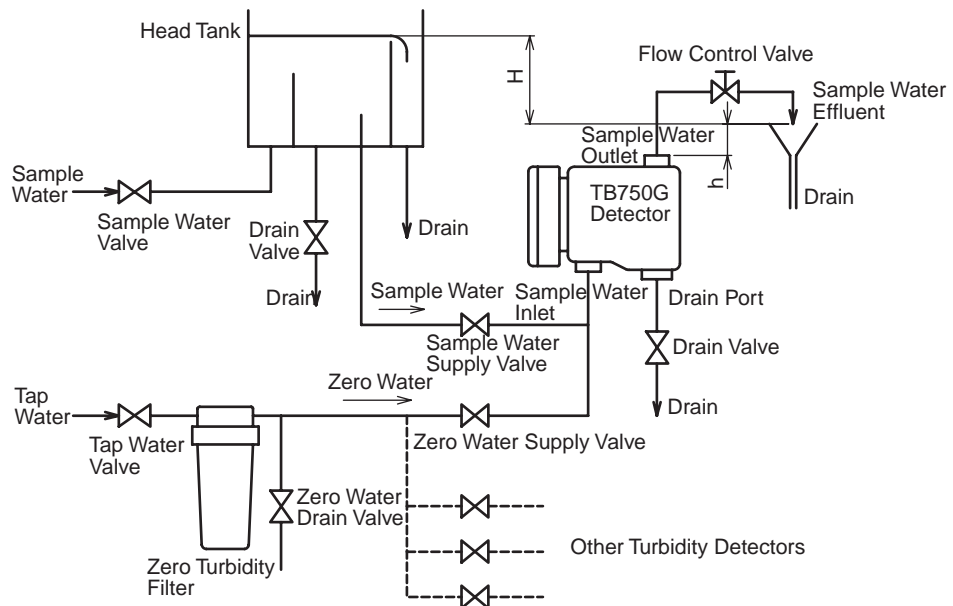 Head Tank
H
Flow Control Valve
Sample Water
Effluent
Sample Water
Outlet
h
Sample
Water
Sample Water
Valve
Drain
Valve
Drain
TB750G
Detector
Drain
Drain
Sample Water
Sample Water
Inlet
Drain Port
Sample Water
Supply Valve
Drain Valve
Zero Water
Tap
Water
Drain
Tap Water
Valve
Zero Water Supply Valve
Zero Water
Drain Valve
Other Turbidity Detectors
Zero Turbidity
Filter